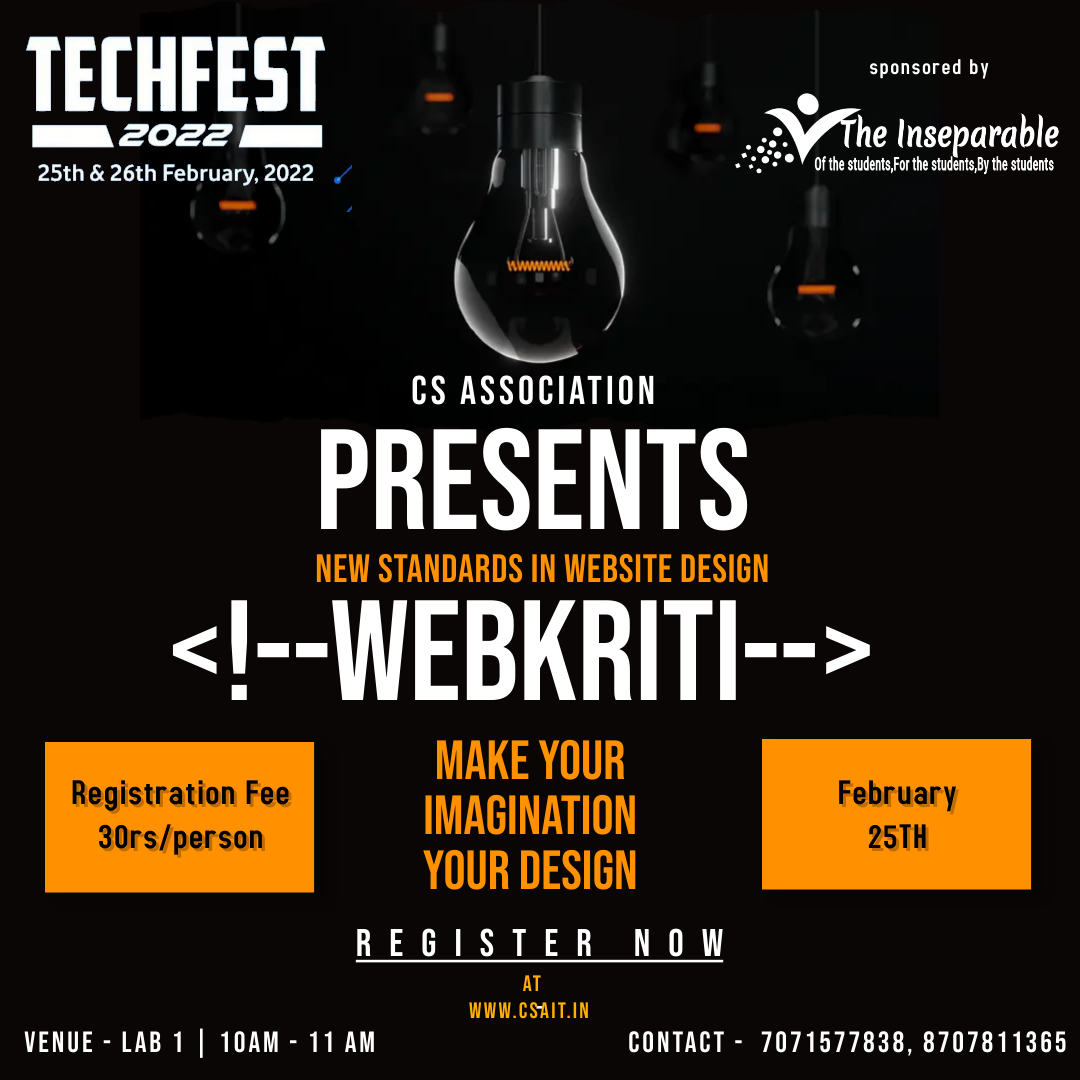 TECHFEST
2022
25th & 26th February, 2022
sponsored by
The Inseparable
Of the students,For the students,By the students
CS ASSOCIATION
PRESENTS
NEW STANDARDS IN WEBSITE DESIGN
<!--WEBKRITI-->
Registration Fee
30rs/person
MAKE YOUR
IMAGINATION
YOUR DESIGN
February
25TH
REGISTER NOW
AT
WWW.CSAIT.IN
VENUE - LAB 1 | 10AM - 11 AM
CONTACT - 7071577838, 8707811365